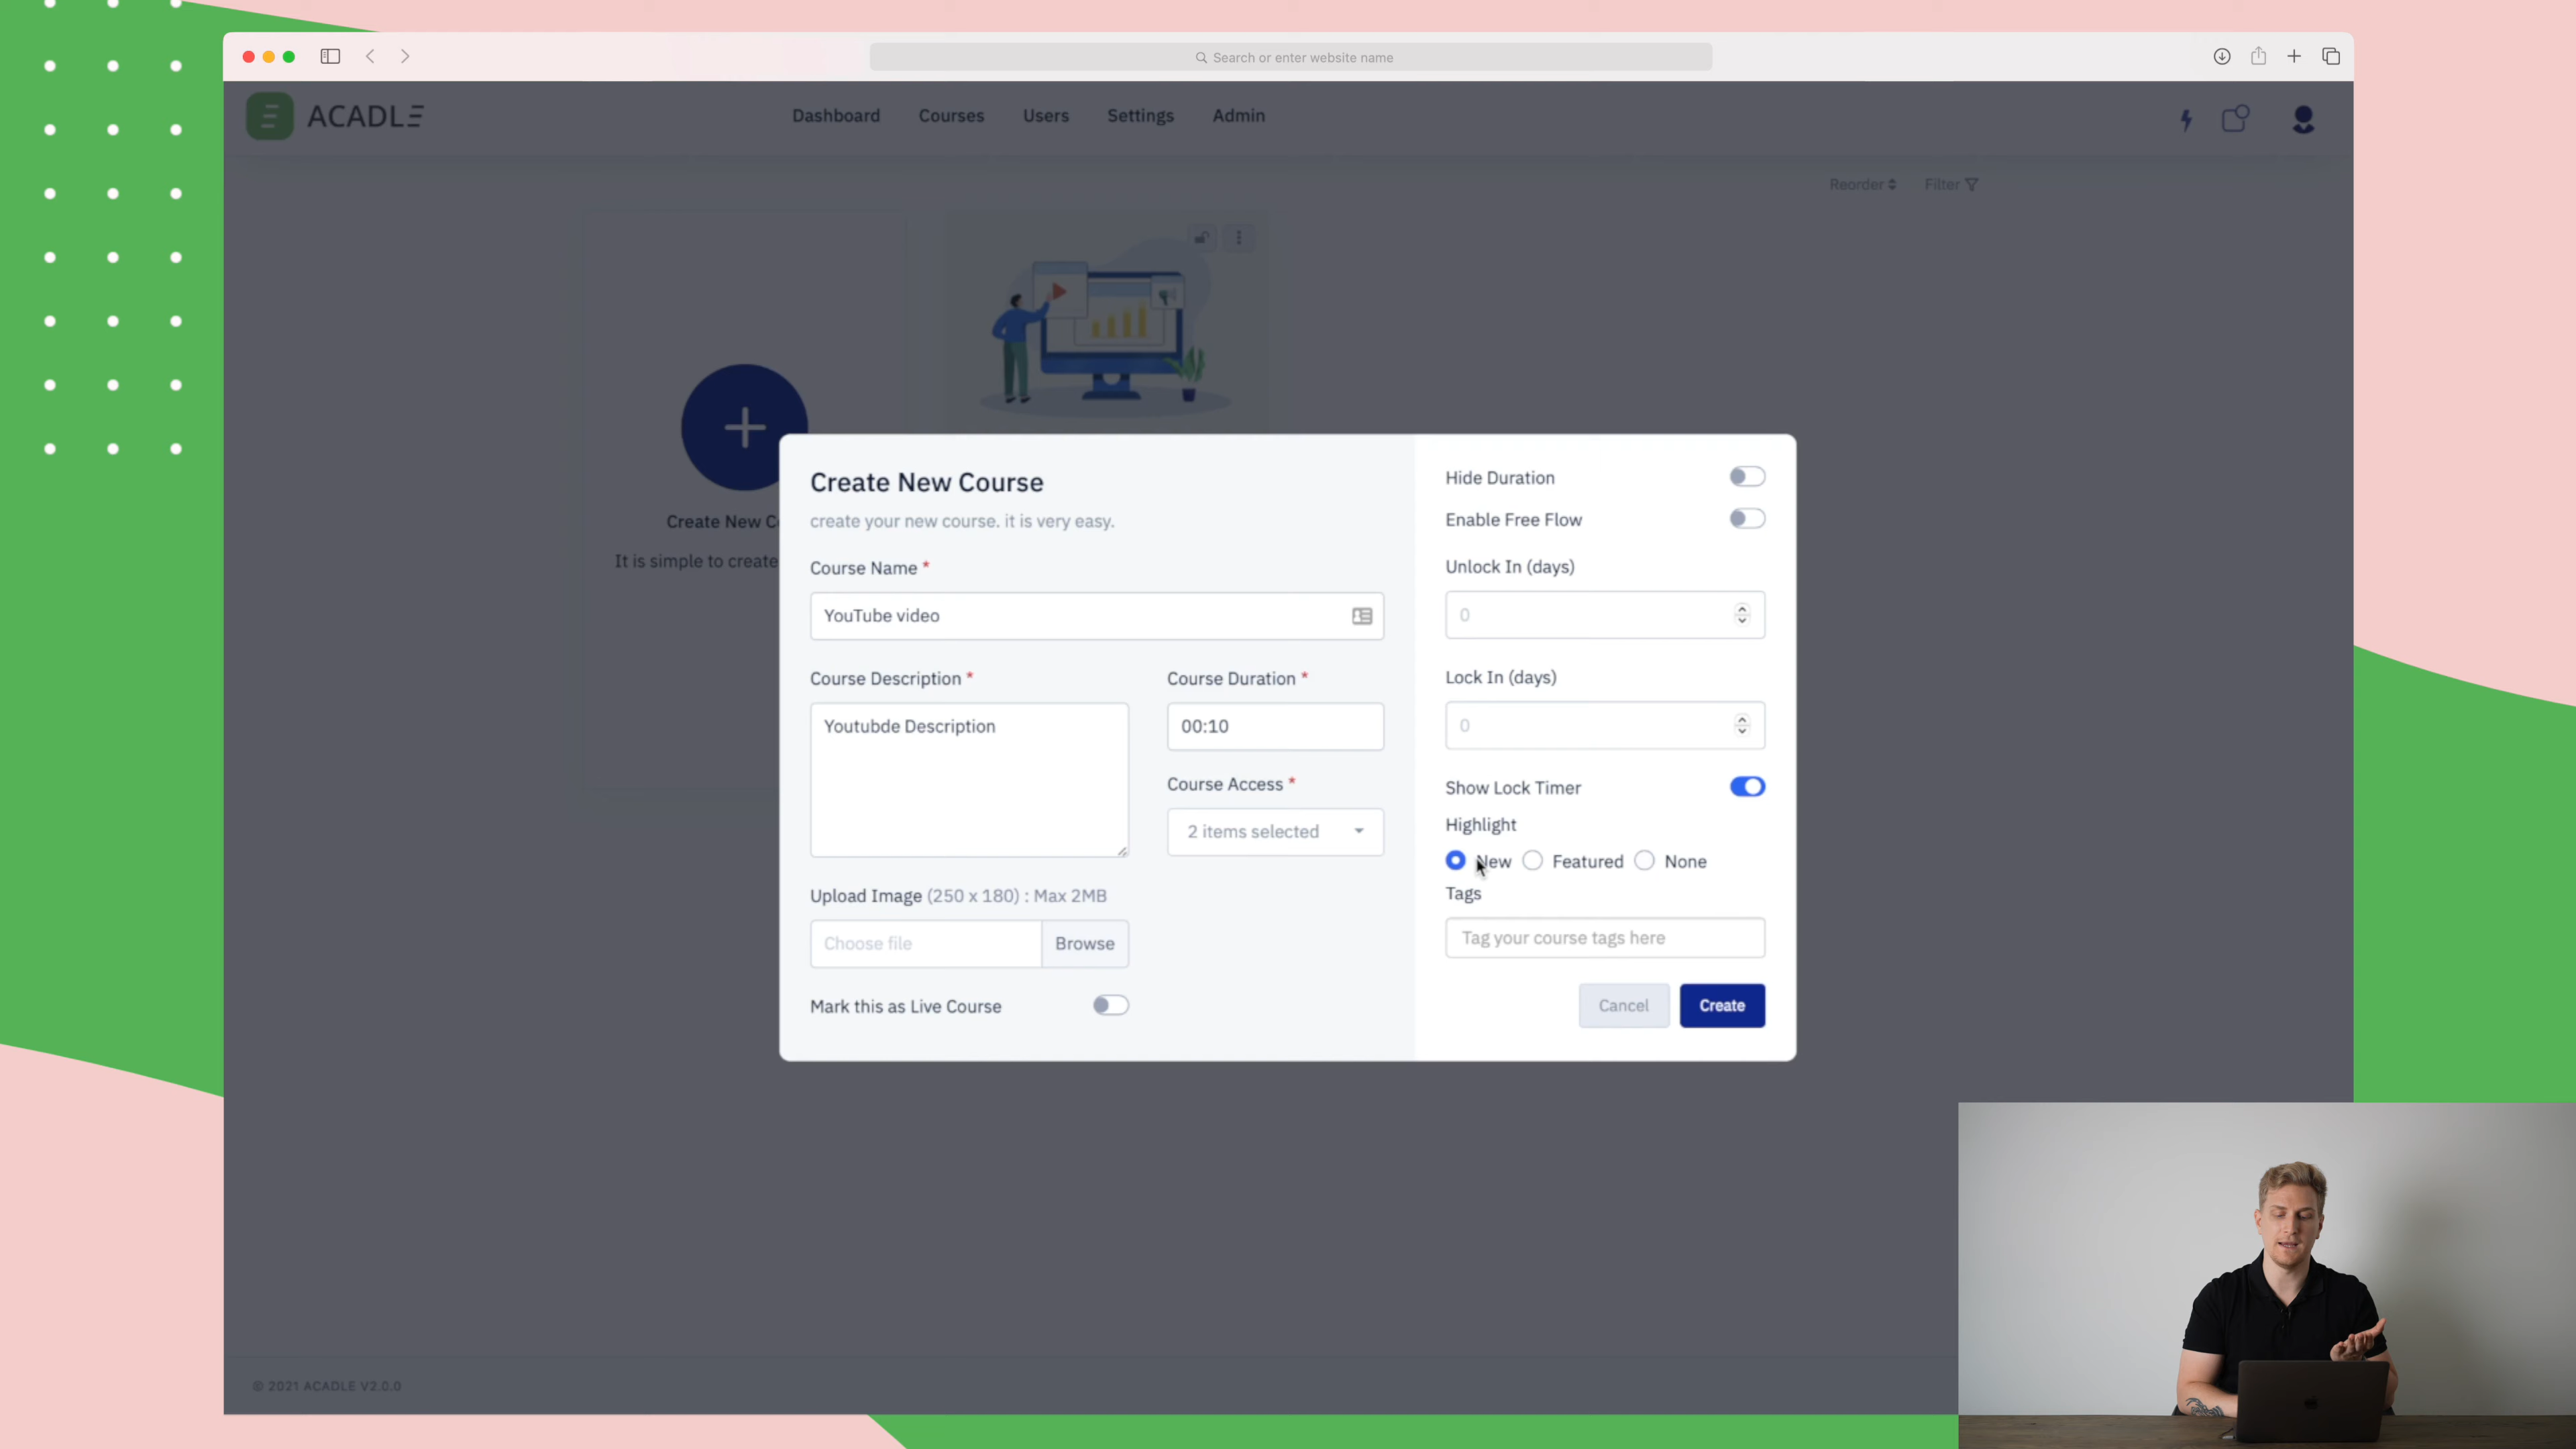 Search or enter website name
ACADLE
Dashboard Courses Users Settings Admin
Reorder Filter
Create New C
It is simple to create
Create New Course
create your new course. it is very easy.
Course Name *
YouTube video
Course Description *
Youtubde Description
Course Duration *
00:10
Course Access *
2 items selected
Upload Image (250 x 180) : Max 2MB
Choose file Browse
Mark this as Live Course
Hide Duration
Enable Free Flow
Unlock In (days)
0
Lock In (days)
0
Show Lock Timer
Highlight
New Featured None
Tags
Tag your course tags here
Cancel Create
© 2021 ACADLE V2.0.0